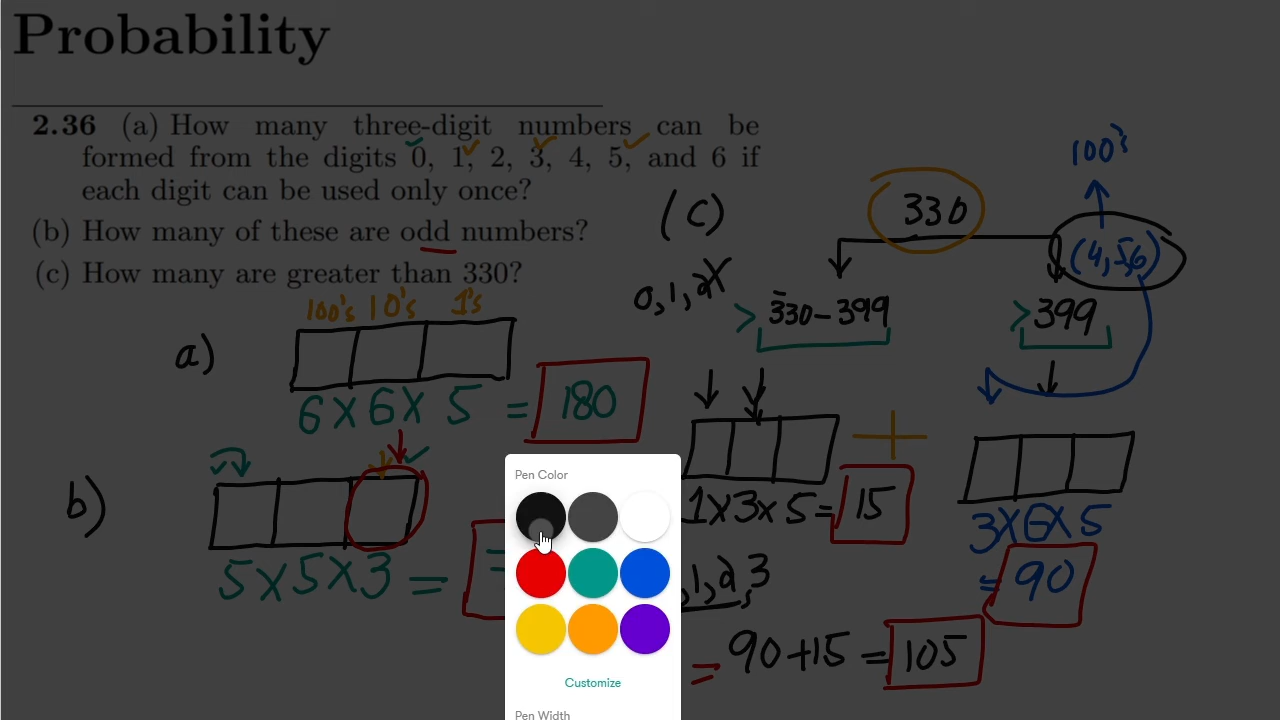 Probability
2.36 (a) How many three-digit numbers can be
formed from the digits 0, 1, 2, 3, 4, 5, and 6 if
each digit can be used only once?
(b) How many of these are odd numbers?
(c) How many are greater than 330?
100's 10's 1's
a)
6 X 6 X 5 = 180
b)
5 X 5 X 3 =
(c)
330
100's
(4,5,6)
0,1,2X
> 330-399
> 399
1 X 3 X 5 = 15
+
3 X 6 X 5
= 90
,1,2,3
= 90+15 = 105
Pen Color
Customize
Pen Width